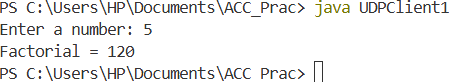 PS C:\Users\HP\Documents\ACC_Prac> java UDPClient1
Enter a number: 5
Factorial = 120
PS C:\Users\HP\Documents\ACC_Prac>